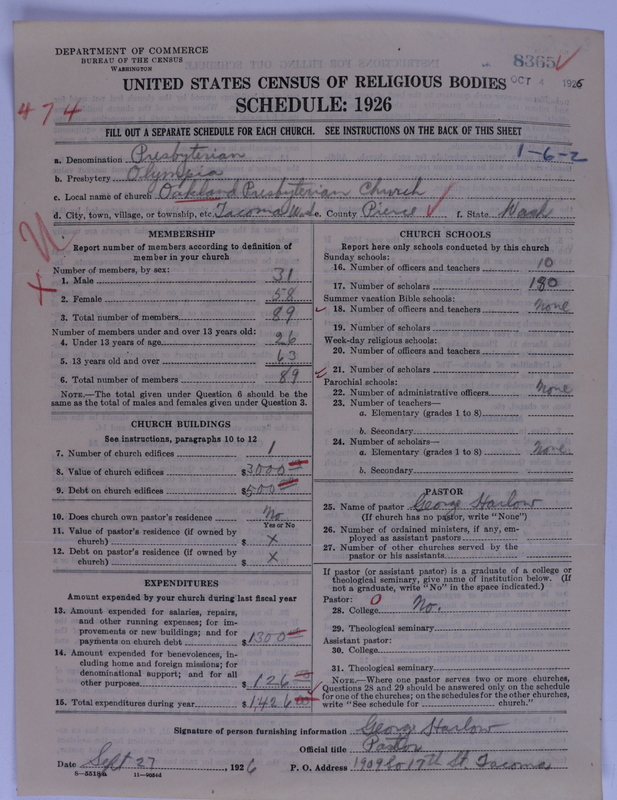 DEPARTMENT OF COMMERCE
BUREAU OF THE CENSUS
WASHINGTON
8365
UNITED STATES CENSUS OF RELIGIOUS BODIES
OCT 4 1926
SCHEDULE: 1926
474
FILL OUT A SEPARATE SCHEDULE FOR EACH CHURCH. SEE INSTRUCTIONS ON THE BACK OF THIS SHEET
1-6-2
a. Denomination Presbyterian
b. Presbytery Olympia
c. Local name of church Oakland Presbyterian Church
d. City, town, village, or township, etc. Tacoma Wash e. County Pierce f. State Wash
MEMBERSHIP
Report number of members according to definition of
member in your church
Number of members, by sex:
1. Male 31
2. Female 58
3. Total number of members 89
Number of members under and over 13 years old:
4. Under 13 years of age 26
5. 13 years old and over 63
6. Total number of members 89
NOTE.—The total given under Question 6 should be
same as the total of males and females given under Question 3.
CHURCH BUILDINGS
See instructions, paragraphs 10 to 12
7. Number of church edifices 1
8. Value of church edifices $3000
9. Debt on church edifices $500
10. Does church own pastor's residence No
Yes or No
11. Value of pastor's residence (if owned by
church) $ x
12. Debt on pastor's residence (if owned by
church) $ x
EXPENDITURES
Amount expended by your church during last fiscal year
13. Amount expended for salaries, repairs,
and other running expenses; for im-
provements or new buildings; and for
payments on church debt $1300
14. Amount expended for benevolences, in-
cluding home and foreign missions; for
denominational support; and for all
other purposes $126
15. Total expenditures during year $1,426
CHURCH SCHOOLS
Report here only schools conducted by this church
Sunday schools:
16. Number of officers and teachers 10
17. Number of scholars 180
Summer vacation Bible schools:
18. Number of officers and teachers None
19. Number of scholars
Week-day religious schools:
20. Number of officers and teachers
21. Number of scholars
Parochial schools:
22. Number of administrative officers None
23. Number of teachers—
a. Elementary (grades 1 to 8)
b. Secondary
24. Number of scholars—
a. Elementary (grades 1 to 8) None
b. Secondary
PASTOR
25. Name of pastor George Harlow
(If church has no pastor, write "None")
26. Number of ordained ministers, if any, em-
ployed as assistant pastors
27. Number of other churches served by the
pastor or his assistants
If pastor (or assistant pastor) is a graduate of a college or
theological seminary, give name of institution below. (If
not a graduate, write "No" in the space indicated.)
Pastor: 0
28. College No.
29. Theological seminary
Assistant pastor:
30. College
31. Theological seminary
NOTE.—Where one pastor serves two or more churches,
Questions 28 and 29 should be answered only on the schedule
for one of the churches; on the schedules for the other churches,
write "See schedule for church."
Signature of person furnishing information George Harlow
Official title Pastor
Date Sept 27, 1926 P. O. Address 1909 So 17th St. Tacoma
8-5518a 11-9054d